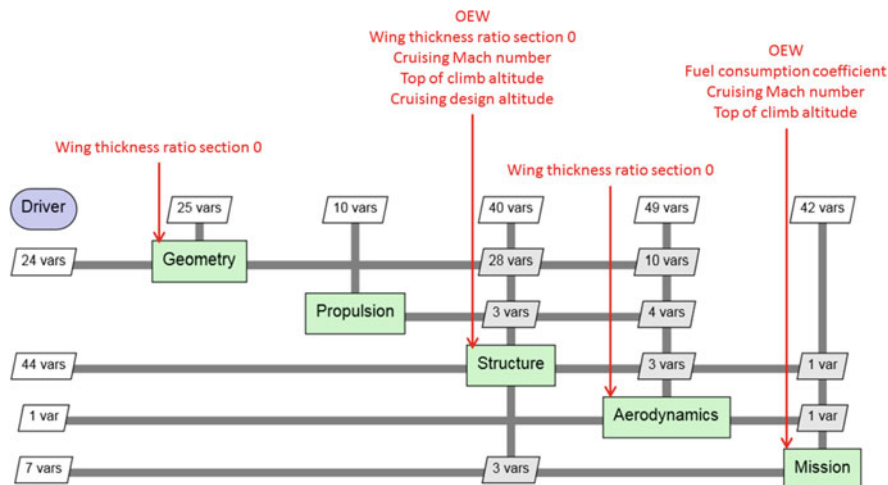 OEW
Wing thickness ratio section 0
Cruising Mach number
Top of climb altitude
Cruising design altitude
OEW
Fuel consumption coefficient
Cruising Mach number
Top of climb altitude
Wing thickness ratio section 0
Wing thickness ratio section 0
Driver
25 vars
10 vars
40 vars
49 vars
42 vars
24 vars
Geometry
28 vars
10 vars
Propulsion
3 vars
4 vars
44 vars
Structure
3 vars
1 var
1 var
Aerodynamics
1 var
7 vars
3 vars
Mission